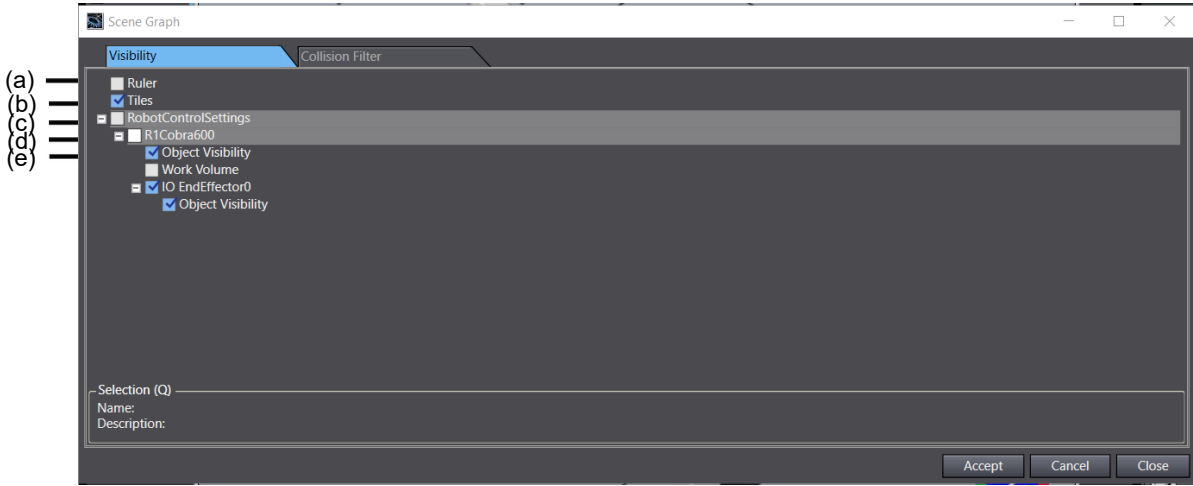 Scene Graph
Visibility
Collision Filter
(a)
Ruler
(b)
Tiles
(c)
RobotControlSettings
(d)
R1Cobra600
(e)
Object Visibility
Work Volume
IO EndEffector0
Object Visibility
Selection (Q)
Name:
Description:
Accept
Cancel
Close